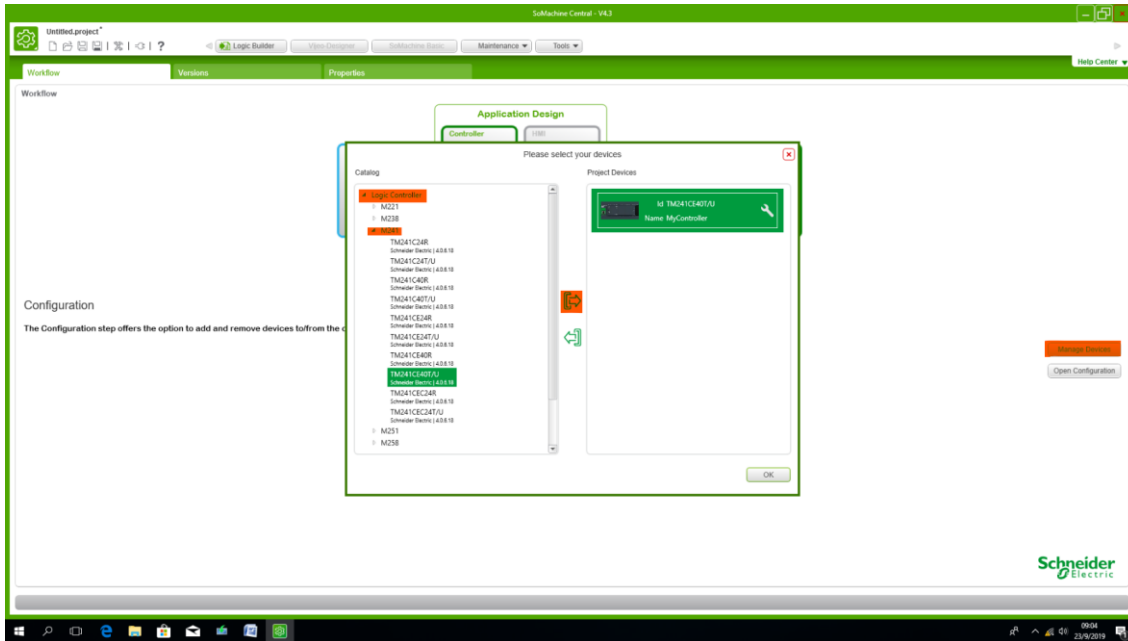 SoMachine Central - V4.3
Untitled.project*
Logic Builder
Vijeo-Designer
SoMachine Basic
Maintenance
Tools
Help Center
Workflow
Versions
Properties
Workflow
Application Design
Controller
HMI
Please select your devices
Catalog
Project Devices
Logic Controller
M221
M238
M241
TM241C24R
Schneider Electric | 4.0.6.18
TM241C24T/U
Schneider Electric | 4.0.6.18
TM241C40R
Schneider Electric | 4.0.6.18
TM241C40T/U
Schneider Electric | 4.0.6.18
TM241CE24R
Schneider Electric | 4.0.6.18
TM241CE24T/U
Schneider Electric | 4.0.6.18
TM241CE40R
Schneider Electric | 4.0.6.18
TM241CE40T/U
Schneider Electric | 4.0.6.18
TM241CEC24R
Schneider Electric | 4.0.6.18
TM241CEC24T/U
Schneider Electric | 4.0.6.18
M251
M258
Id TM241CE40T/U
Name MyController
OK
Configuration
The Configuration step offers the option to add and remove devices to/from the c
Manage Devices
Open Configuration
Schneider
Electric
09:04
23/9/2019